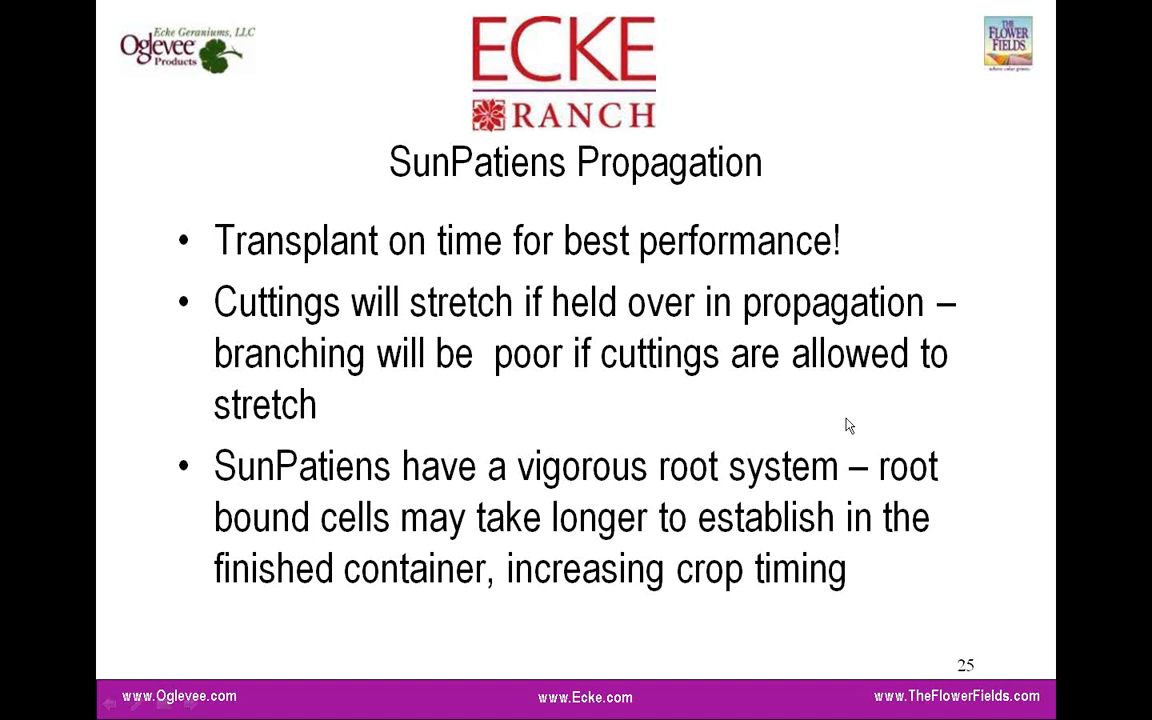 Ecke Geraniums, LLC
Oglevee
Products
ECKE
RANCH
THE
FLOWER
FIELDS
SunPatiens Propagation
• Transplant on time for best performance!
• Cuttings will stretch if held over in propagation –
branching will be poor if cuttings are allowed to
stretch
• SunPatiens have a vigorous root system – root
bound cells may take longer to establish in the
finished container, increasing crop timing
25
www.Oglevee.com
www.Ecke.com
www.TheFlowerFields.com